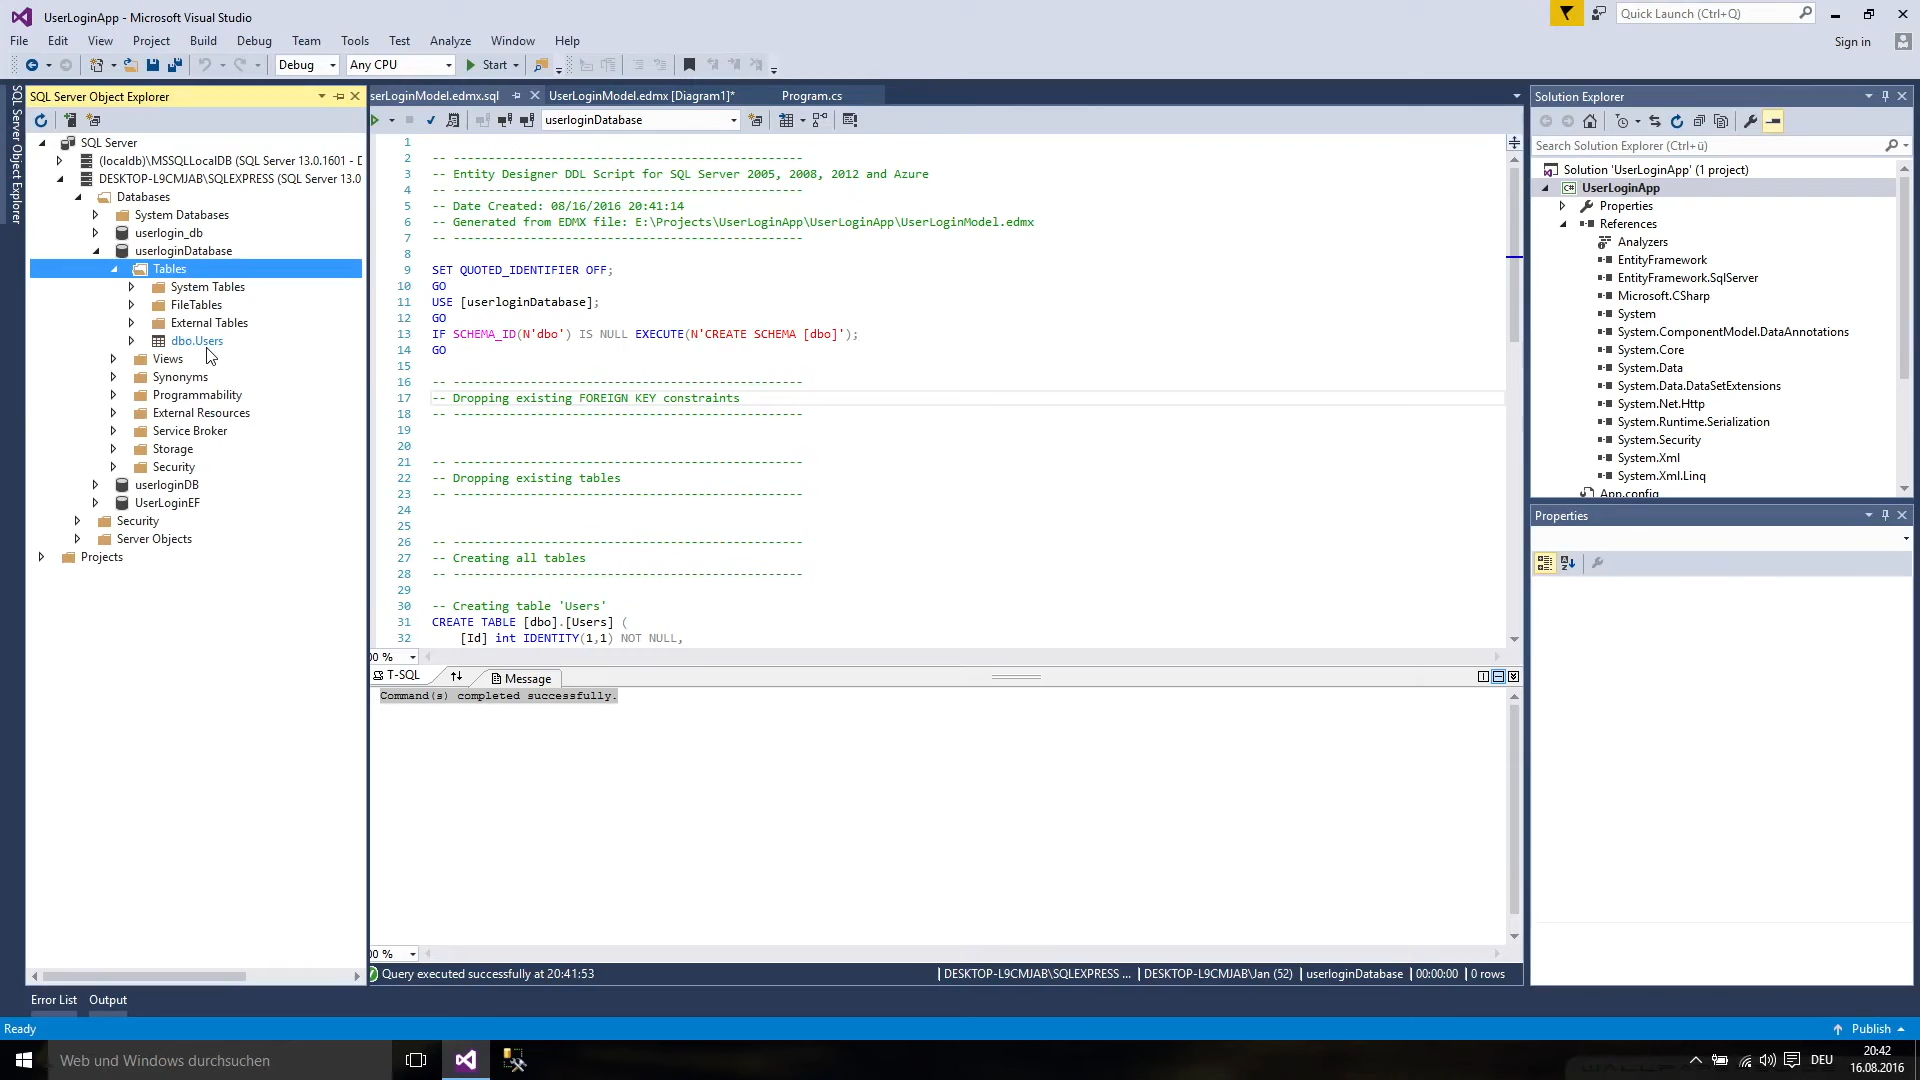 UserLoginApp - Microsoft Visual Studio
Quick Launch (Ctrl+Q)
File Edit View Project Build Debug Team Tools Test Analyze Window Help
Sign in
Debug Any CPU Start
SQL Server Object Explorer
SQL Server Object Explorer
SQL Server
(localdb)\MSSQLLocalDB (SQL Server 13.0.1601 - D
DESKTOP-L9CMJAB\SQLEXPRESS (SQL Server 13.0
Databases
System Databases
userlogin_db
userloginDatabase
Tables
System Tables
FileTables
External Tables
dbo.Users
Views
Synonyms
Programmability
External Resources
Service Broker
Storage
Security
userloginDB
UserLoginEF
Security
Server Objects
Projects
serLoginModel.edmx.sql UserLoginModel.edmx [Diagram1]* Program.cs
userloginDatabase
1
2 -- --------------------------------------------------
3 -- Entity Designer DDL Script for SQL Server 2005, 2008, 2012 and Azure
4 -- --------------------------------------------------
5 -- Date Created: 08/16/2016 20:41:14
6 -- Generated from EDMX file: E:\Projects\UserLoginApp\UserLoginApp\UserLoginModel.edmx
7 -- --------------------------------------------------
8
9 SET QUOTED_IDENTIFIER OFF;
10 GO
11 USE [userloginDatabase];
12 GO
13 IF SCHEMA_ID(N'dbo') IS NULL EXECUTE(N'CREATE SCHEMA [dbo]');
14 GO
15
16 -- --------------------------------------------------
17 -- Dropping existing FOREIGN KEY constraints
18 -- --------------------------------------------------
19
20
21 -- --------------------------------------------------
22 -- Dropping existing tables
23 -- --------------------------------------------------
24
25
26 -- --------------------------------------------------
27 -- Creating all tables
28 -- --------------------------------------------------
29
30 -- Creating table 'Users'
31 CREATE TABLE [dbo].[Users] (
32 [Id] int IDENTITY(1,1) NOT NULL,
00 %
T-SQL Message
Command(s) completed successfully.
00 %
Query executed successfully at 20:41:53 DESKTOP-L9CMJAB\SQLEXPRESS ... DESKTOP-L9CMJAB\Jan (52) userloginDatabase 00:00:00 0 rows
Solution Explorer
Search Solution Explorer (Ctrl+ü)
Solution 'UserLoginApp' (1 project)
C# UserLoginApp
Properties
References
Analyzers
EntityFramework
EntityFramework.SqlServer
Microsoft.CSharp
System
System.ComponentModel.DataAnnotations
System.Core
System.Data
System.Data.DataSetExtensions
System.Net.Http
System.Runtime.Serialization
System.Security
System.Xml
System.Xml.Linq
App.config
Properties
Error List Output
Ready Publish
Web und Windows durchsuchen
DEU
20:42
16.08.2016